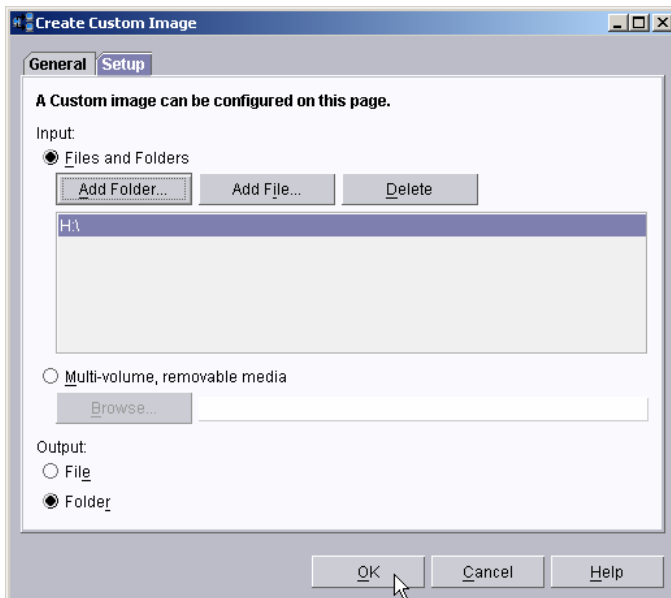 Create Custom Image
General Setup
A Custom image can be configured on this page.
Input:
Files and Folders
Add Folder... Add File... Delete
H:\
Multi-volume, removable media
Browse...
Output:
File
Folder
OK Cancel Help